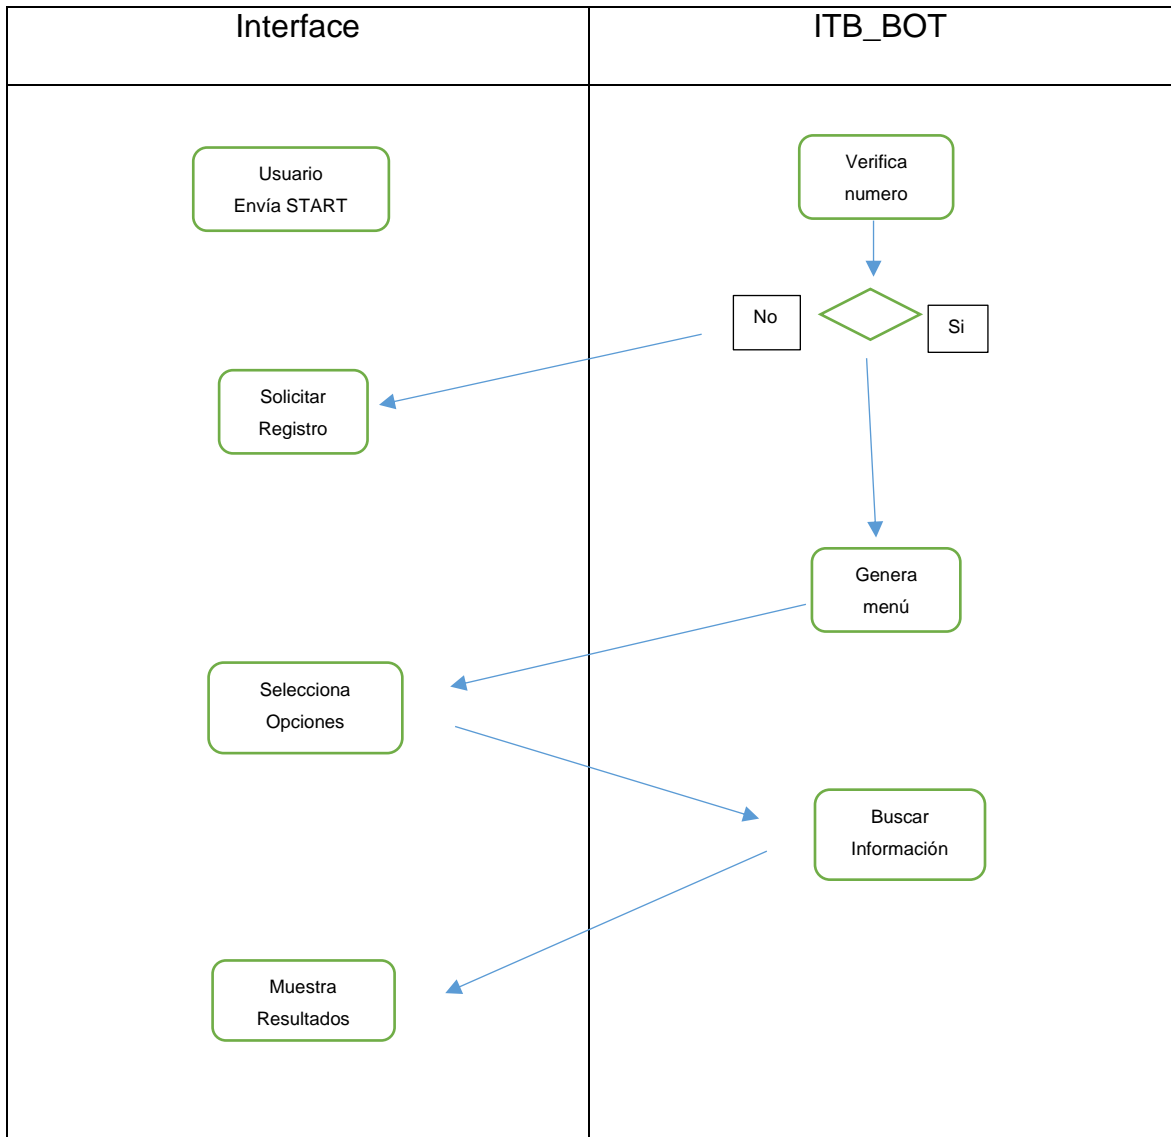 Interface
ITB_BOT
Usuario
Envía START
Verifica
numero
No
Si
Solicitar
Registro
Genera
menú
Selecciona
Opciones
Buscar
Información
Muestra
Resultados